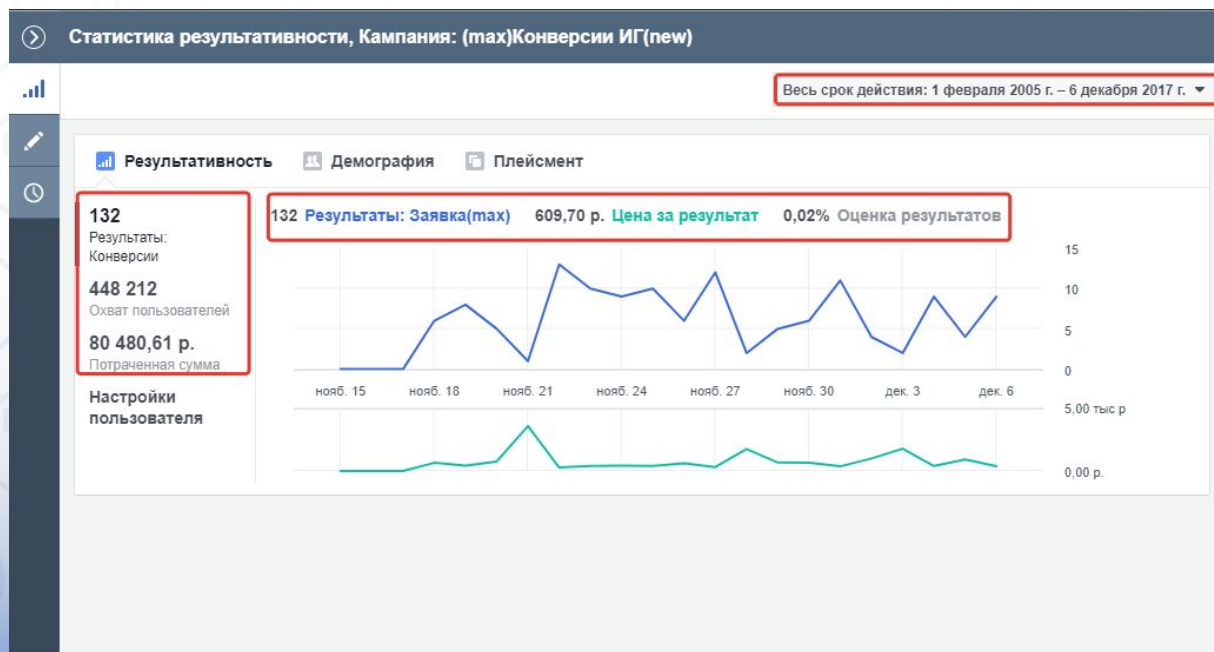 Статистика результативности, Кампания: (max)Конверсии ИГ(new)
Весь срок действия: 1 февраля 2005 г. – 6 декабря 2017 г.
Результативность Демография Плейсмент
132
Результаты:
Конверсии
448 212
Охват пользователей
80 480,61 р.
Потраченная сумма
Настройки
пользователя
132 Результаты: Заявка(max) 609,70 р. Цена за результат 0,02% Оценка результатов
15
10
5
0
нояб. 15 нояб. 18 нояб. 21 нояб. 24 нояб. 27 нояб. 30 дек. 3 дек. 6
5,00 тыс р
0,00 р.